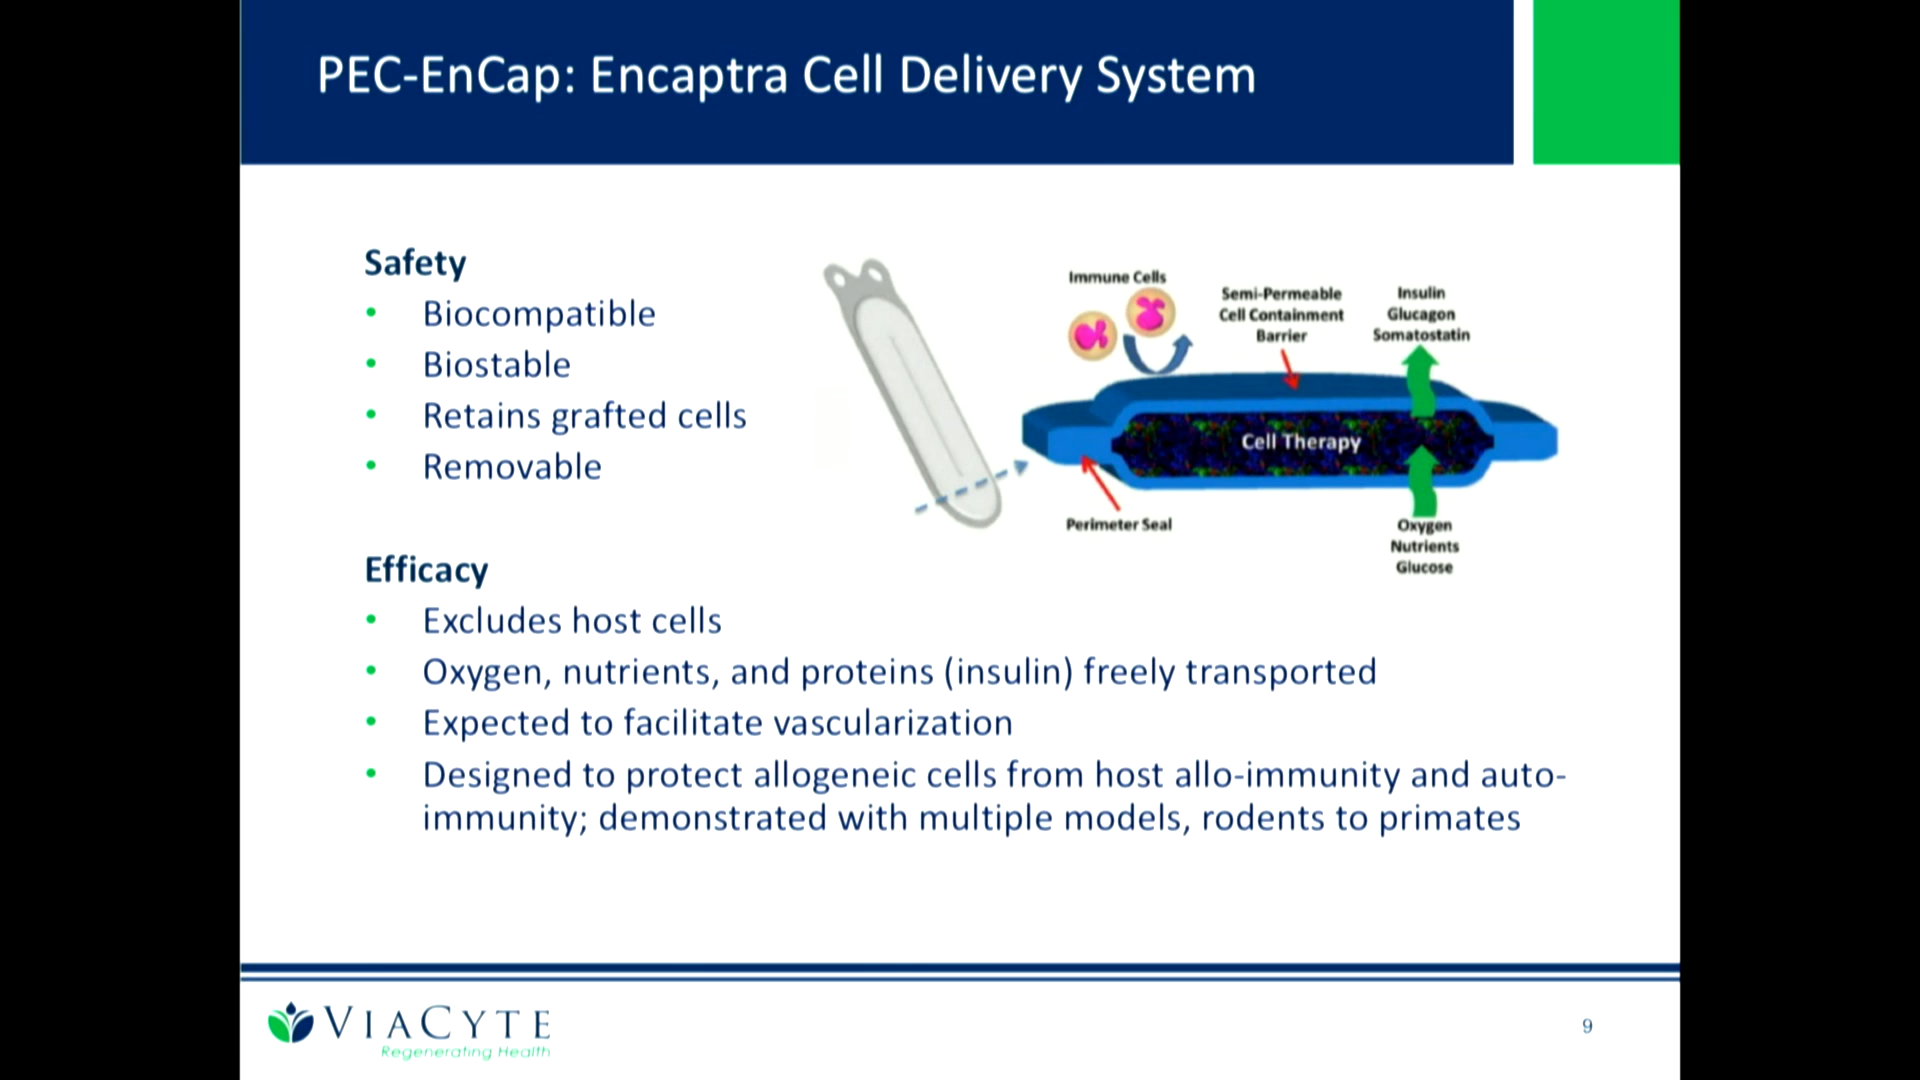 PEC-EnCap: Encaptra Cell Delivery System
Safety
• Biocompatible
• Biostable
• Retains grafted cells
• Removable
Immune Cells
Semi-Permeable
Cell Containment
Barrier
Insulin
Glucagon
Somatostatin
Cell Therapy
Perimeter Seal
Oxygen
Nutrients
Glucose
Efficacy
• Excludes host cells
• Oxygen, nutrients, and proteins (insulin) freely transported
• Expected to facilitate vascularization
• Designed to protect allogeneic cells from host allo-immunity and auto-
immunity; demonstrated with multiple models, rodents to primates
VIACYTE
Regenerating Health
9